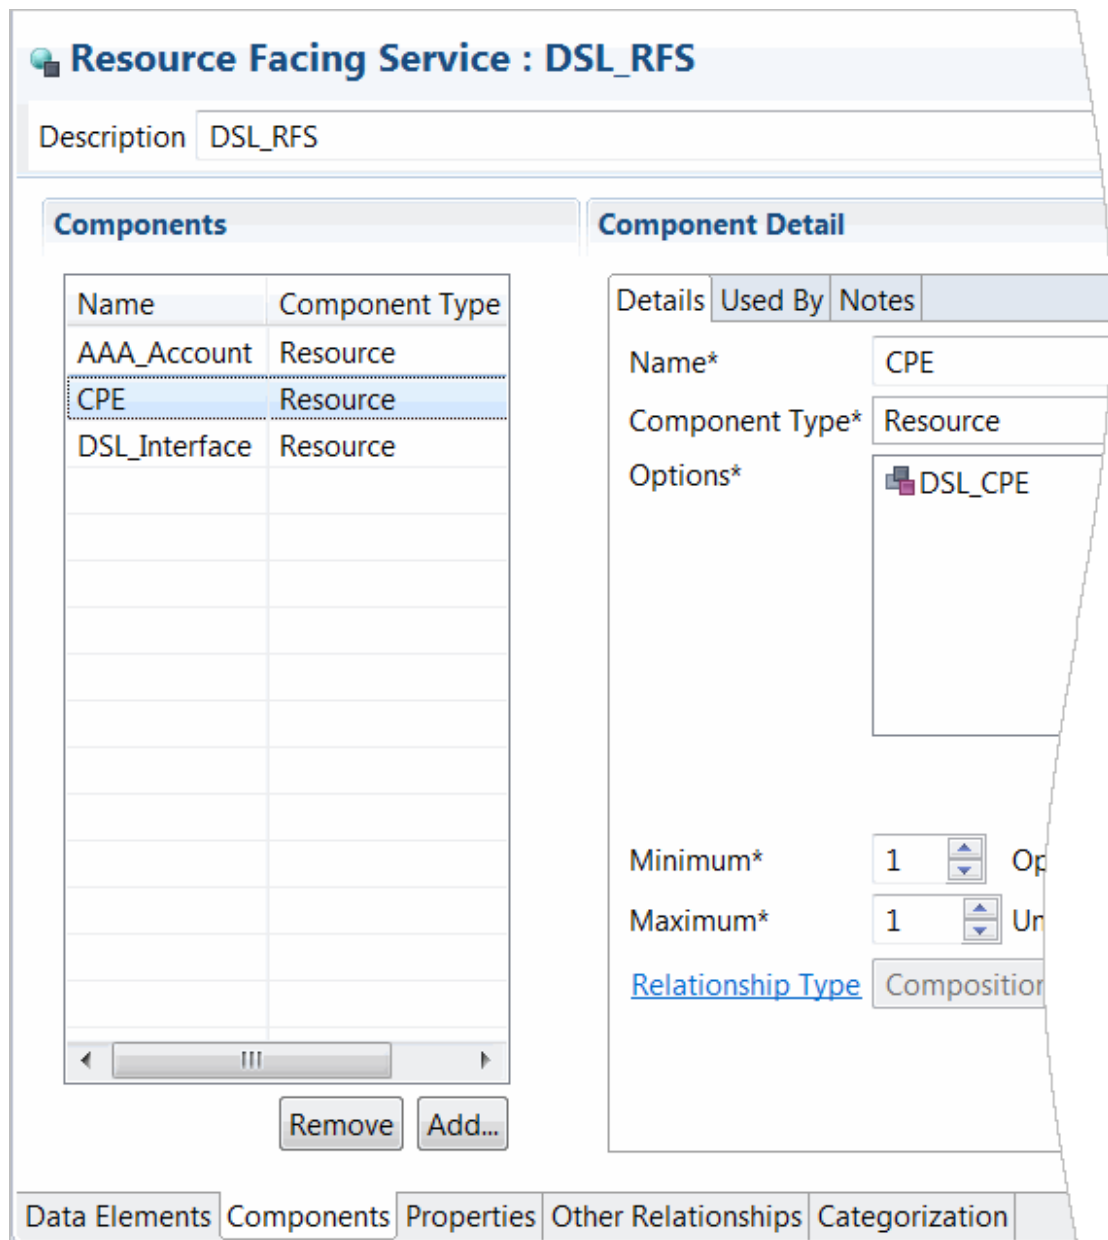 Resource Facing Service : DSL_RFS
Description DSL_RFS
Components
Component Detail
Name Component Type
AAA_Account Resource
CPE Resource
DSL_Interface Resource
Remove Add...
Details Used By Notes
Name* CPE
Component Type* Resource
Options* DSL_CPE
Minimum* 1
Maximum* 1
Relationship Type Composition
Data Elements Components Properties Other Relationships Categorization